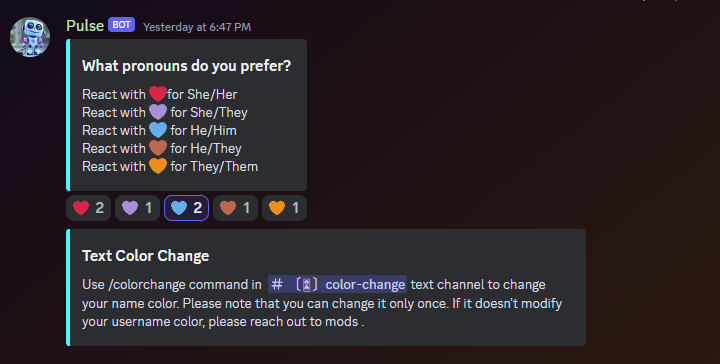 Pulse BOT Yesterday at 6:47 PM
What pronouns do you prefer?
React with ❤️for She/Her
React with 💜 for She/They
React with 💙 for He/Him
React with 🤎 for He/They
React with 🧡 for They/Them
❤️ 2 💜 1 💙 2 🤎 1 🧡 1
Text Color Change
Use /colorchange command in # 〔〕color-change text channel to change
your name color. Please note that you can change it only once. If it doesn't modify
your username color, please reach out to mods .